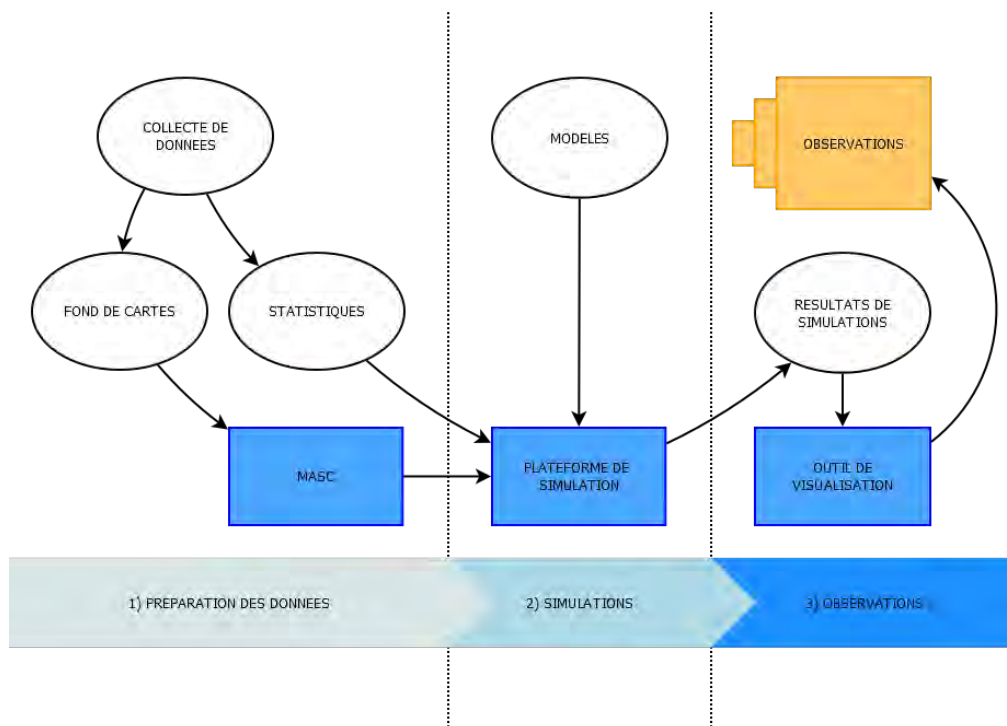 COLLECTE DE
DONNEES
MODELES
OBSERVATIONS
FOND DE CARTES
STATISTIQUES
RESULTATS DE
SIMULATIONS
MASC
PLATEFORME DE
SIMULATION
OUTIL DE
VISUALISATION
1) PREPARATION DES DONNEES
2) SIMULATIONS
3) OBSERVATIONS